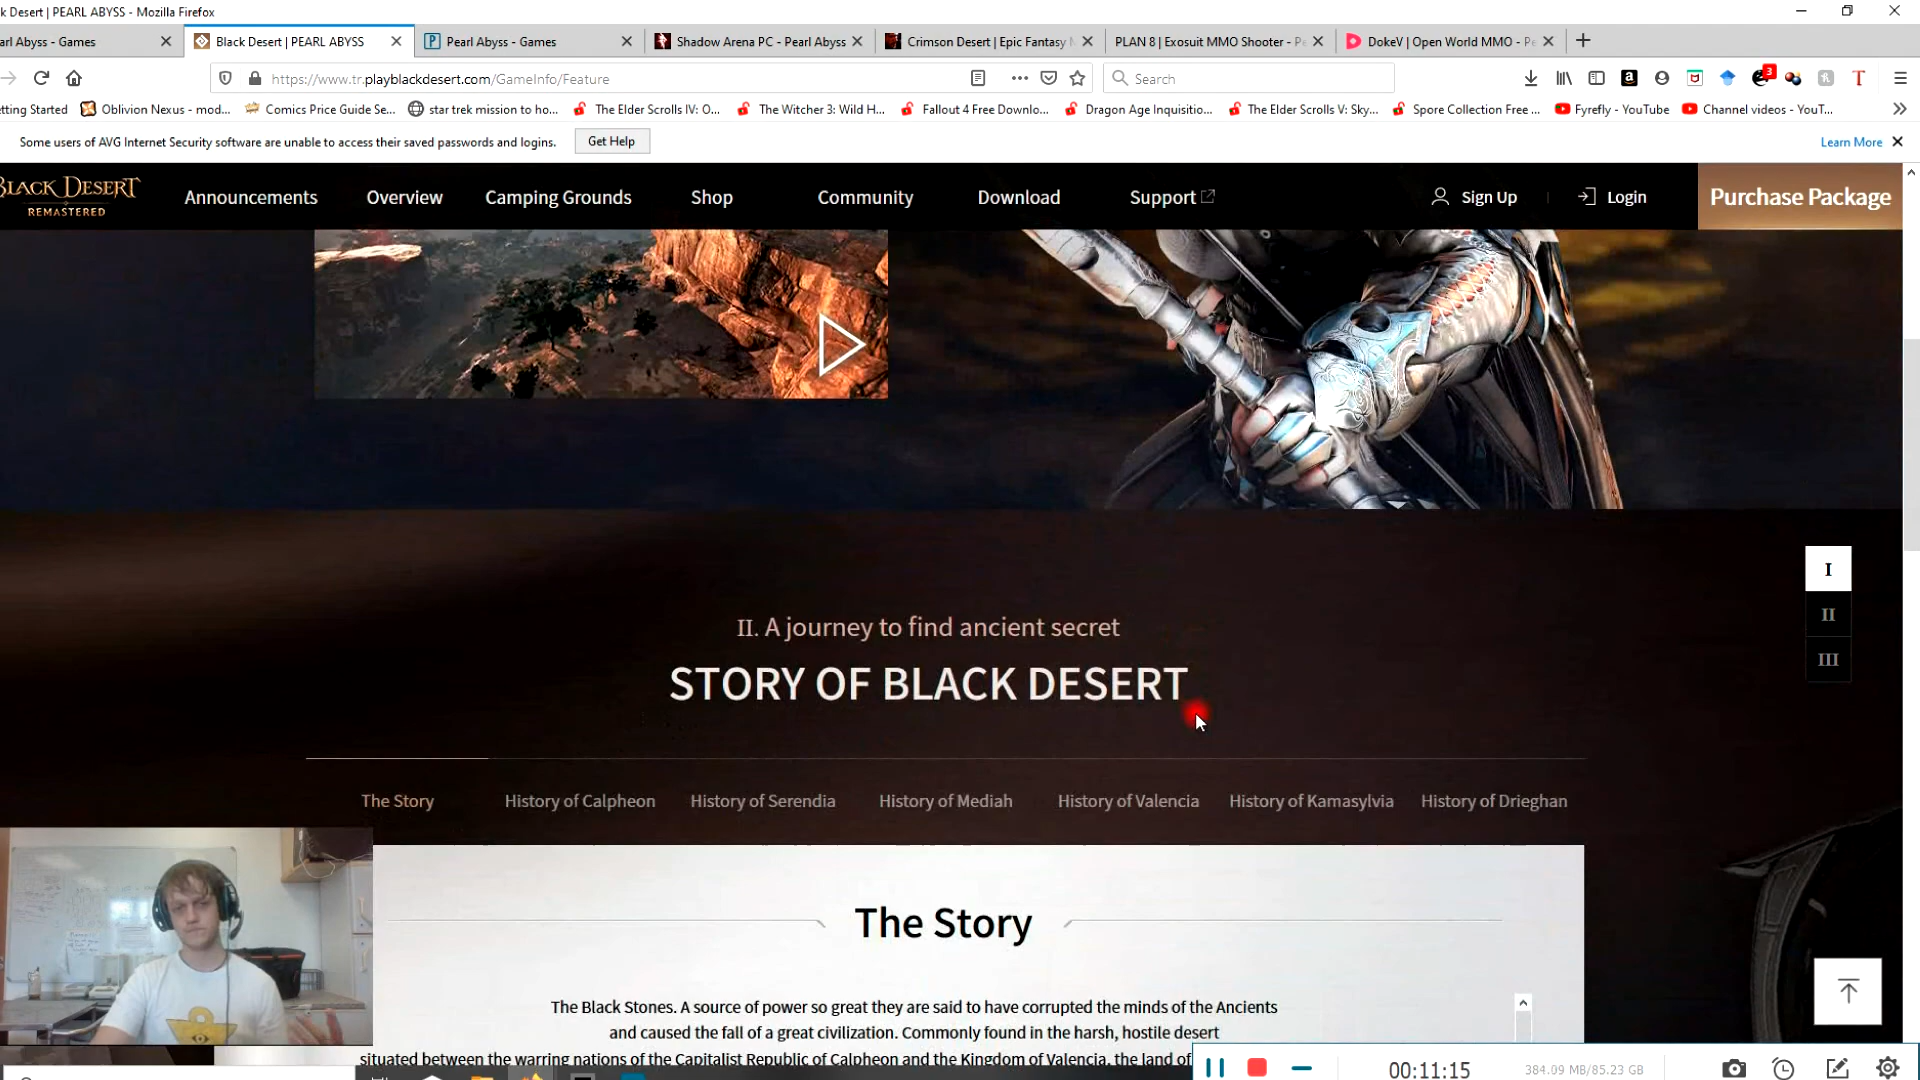 k Desert | PEARL ABYSS - Mozilla Firefox
arl Abyss - Games
Black Desert | PEARL ABYSS
Pearl Abyss - Games
Shadow Arena PC - Pearl Abyss
Crimson Desert | Epic Fantasy M
PLAN 8 | Exosuit MMO Shooter - Pe
DokeV | Open World MMO - Pe
https://www.tr.playblackdesert.com/GameInfo/Feature
Search
3
etting Started
Oblivion Nexus - mod...
Comics Price Guide Se...
star trek mission to ho...
The Elder Scrolls IV: O...
The Witcher 3: Wild H...
Fallout 4 Free Downlo...
Dragon Age Inquisitio...
The Elder Scrolls V: Sky...
Spore Collection Free ...
Fyrefly - YouTube
Channel videos - YouT...
Some users of AVG Internet Security software are unable to access their saved passwords and logins.
Get Help
Learn More
BLACK DESERT
REMASTERED
Announcements
Overview
Camping Grounds
Shop
Community
Download
Support
Sign Up
Login
Purchase Package
I
II
III
II. A journey to find ancient secret
STORY OF BLACK DESERT
The Story
History of Calpheon
History of Serendia
History of Mediah
History of Valencia
History of Kamasylvia
History of Drieghan
The Story
The Black Stones. A source of power so great they are said to have corrupted the minds of the Ancients
and caused the fall of a great civilization. Commonly found in the harsh, hostile desert
situated between the warring nations of the Capitalist Republic of Calpheon and the Kingdom of Valencia, the land of
00:11:15
384.09 MB/85.23 GB